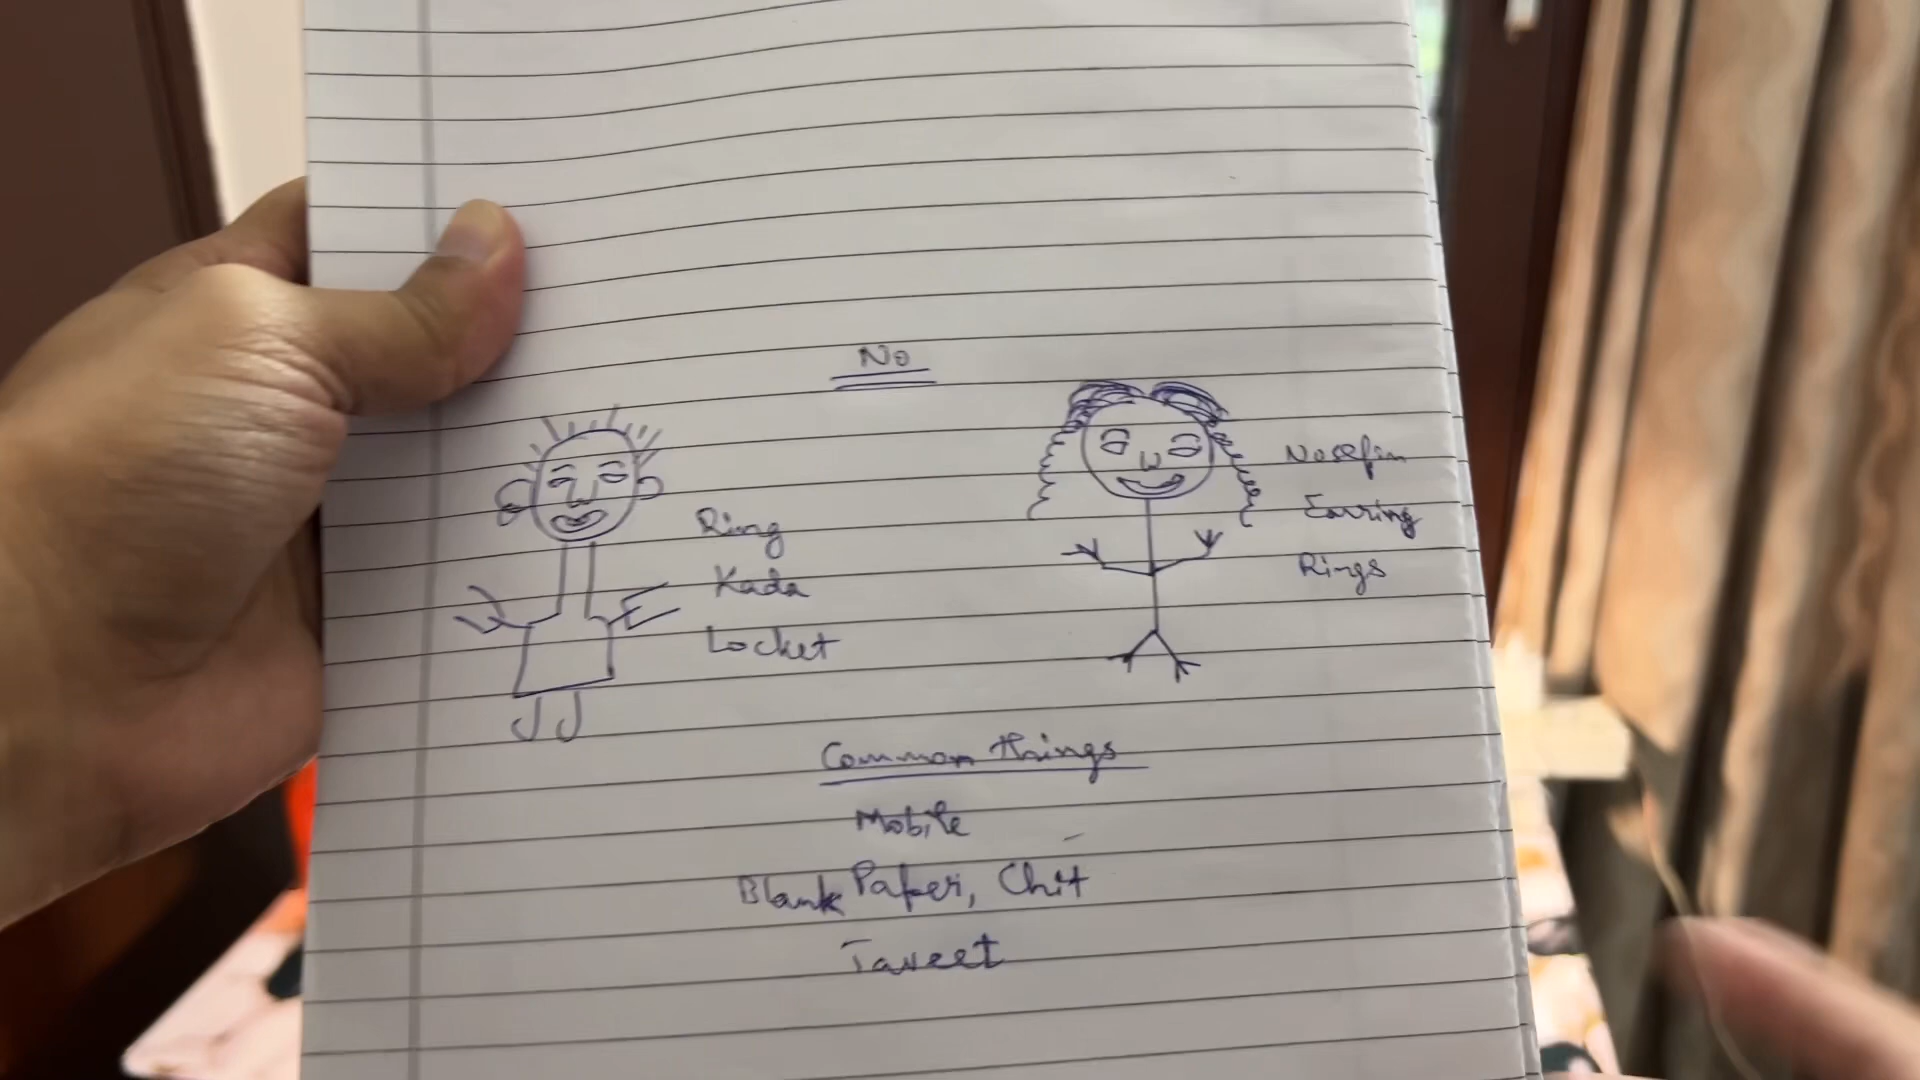 No
Ring
Kada
Locket
Nosepin
Earring
Rings
Common things
Mobile
Blank Paper, Chit
Taveet